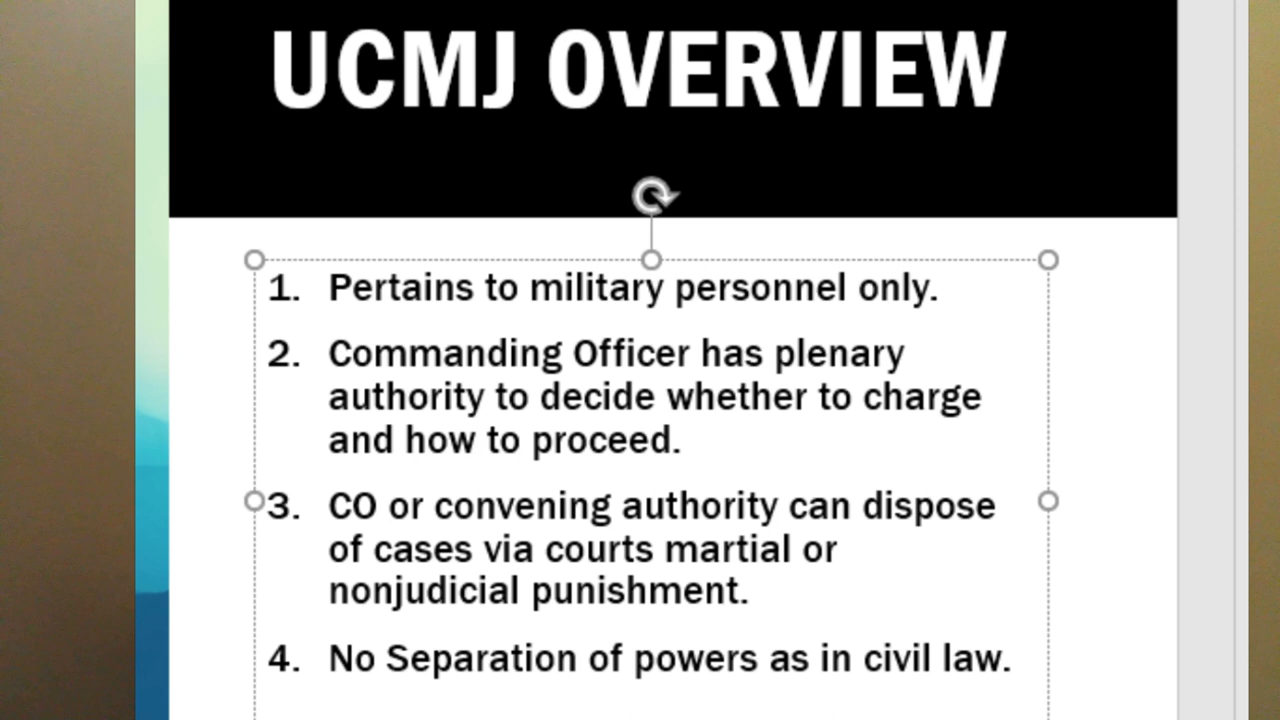 UCMJ OVERVIEW
1. Pertains to military personnel only.
2. Commanding Officer has plenary
authority to decide whether to charge
and how to proceed.
3. CO or convening authority can dispose
of cases via courts martial or
nonjudicial punishment.
4. No Separation of powers as in civil law.